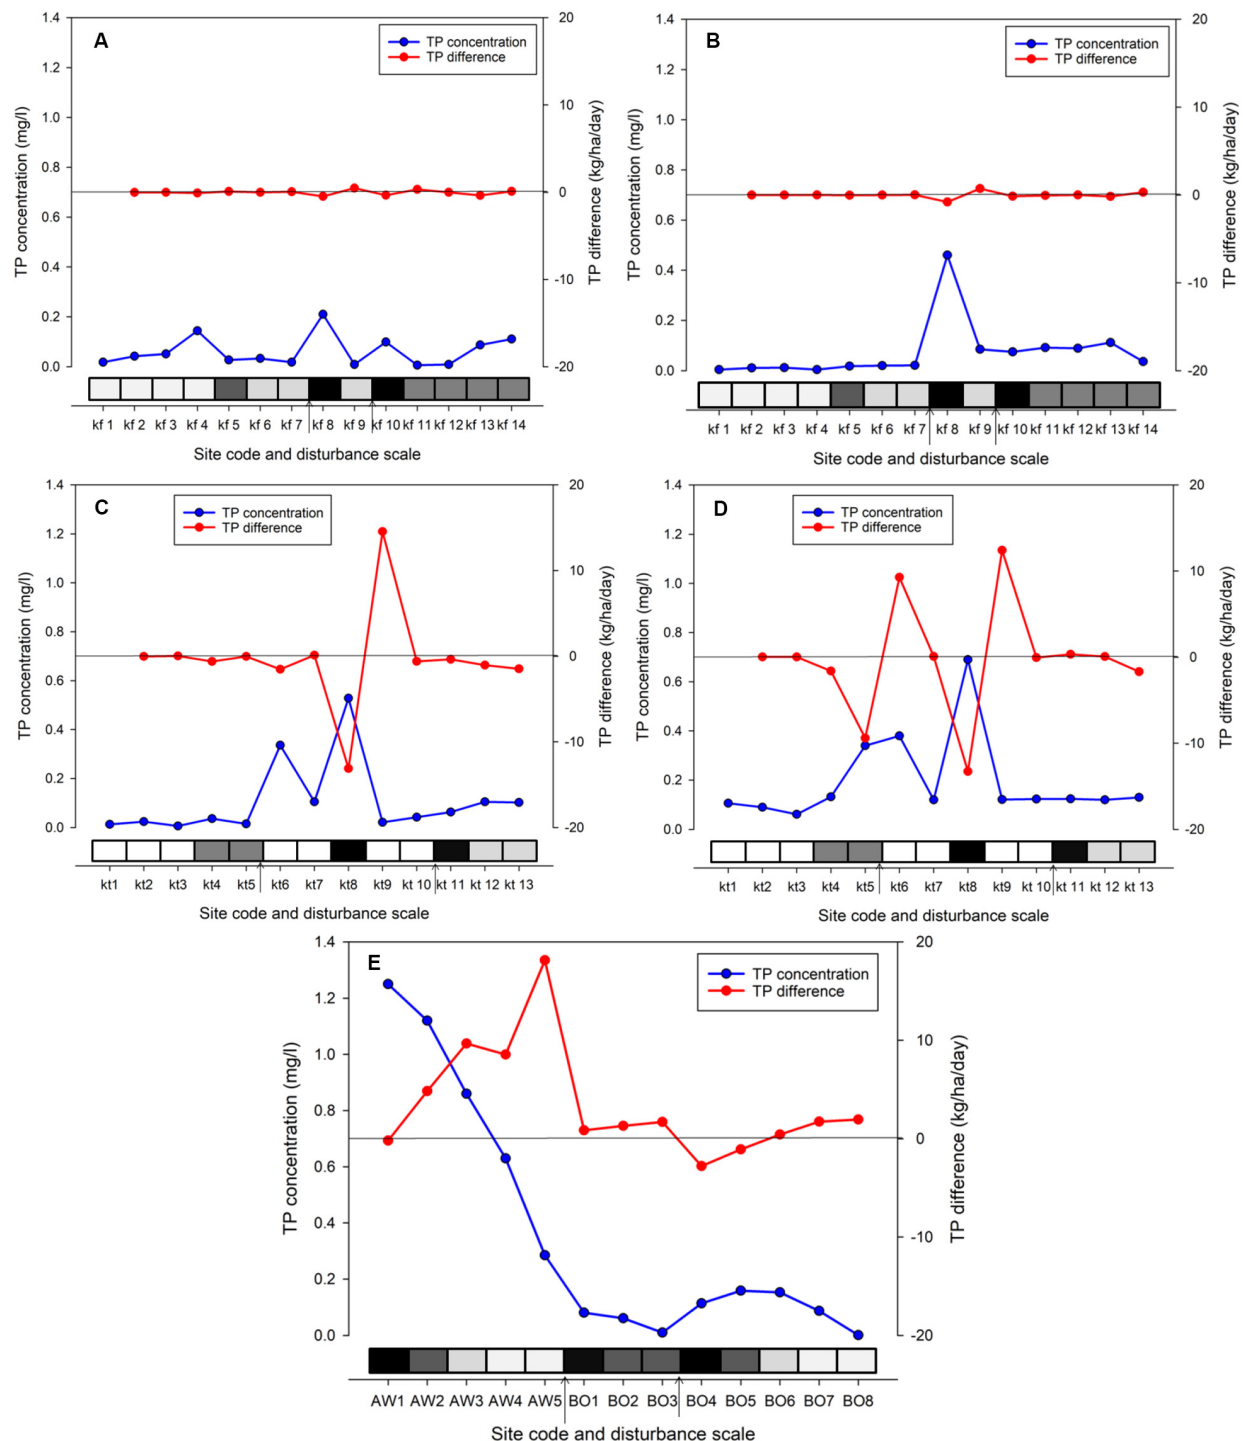 A
TP concentration
TP difference
1.4
1.2
1.0
0.8
0.6
0.4
0.2
0.0
20
10
0
-10
-20
TP concentration (mg/l)
TP difference (kg/ha/day)
kf 1 kf 2 kf 3 kf 4 kf 5 kf 6 kf 7 kf 8 kf 9 kf 10 kf 11 kf 12 kf 13 kf 14
Site code and disturbance scale
B
TP concentration
TP difference
1.4
1.2
1.0
0.8
0.6
0.4
0.2
0.0
20
10
0
-10
-20
TP concentration (mg/l)
TP difference (kg/ha/day)
kf 1 kf 2 kf 3 kf 4 kf 5 kf 6 kf 7 kf 8 kf 9 kf 10 kf 11 kf 12 kf 13 kf 14
Site code and disturbance scale
C
TP concentration
TP difference
1.4
1.2
1.0
0.8
0.6
0.4
0.2
0.0
20
10
0
-10
-20
TP concentration (mg/l)
TP difference (kg/ha/day)
kt1 kt2 kt3 kt4 kt5 kt6 kt7 kt8 kt9 kt 10 kt 11 kt 12 kt 13
Site code and disturbance scale
D
TP concentration
TP difference
1.4
1.2
1.0
0.8
0.6
0.4
0.2
0.0
20
10
0
-10
-20
TP concentration (mg/l)
TP difference (kg/ha/day)
kt1 kt2 kt3 kt4 kt5 kt6 kt7 kt8 kt9 kt 10 kt 11 kt 12 kt 13
Site code and disturbance scale
E
TP concentration
TP difference
1.4
1.2
1.0
0.8
0.6
0.4
0.2
0.0
20
10
0
-10
-20
TP concentration (mg/l)
TP difference (kg/ha/day)
AW1 AW2 AW3 AW4 AW5 BO1 BO2 BO3 BO4 BO5 BO6 BO7 BO8
Site code and disturbance scale